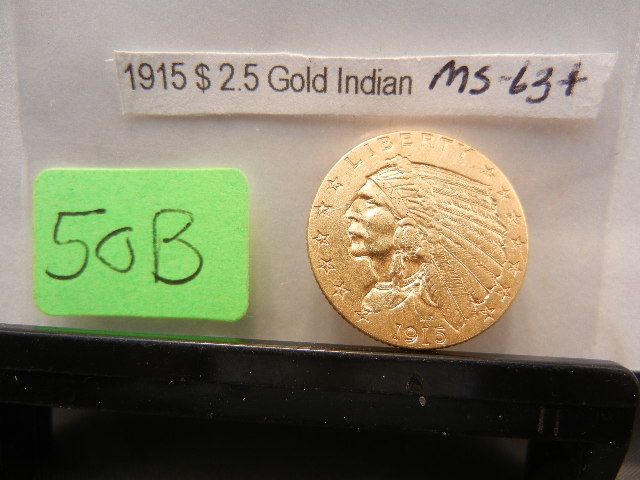 1915 $ 2.5 Gold Indian MS-63+
50B
LIBERTY
1915